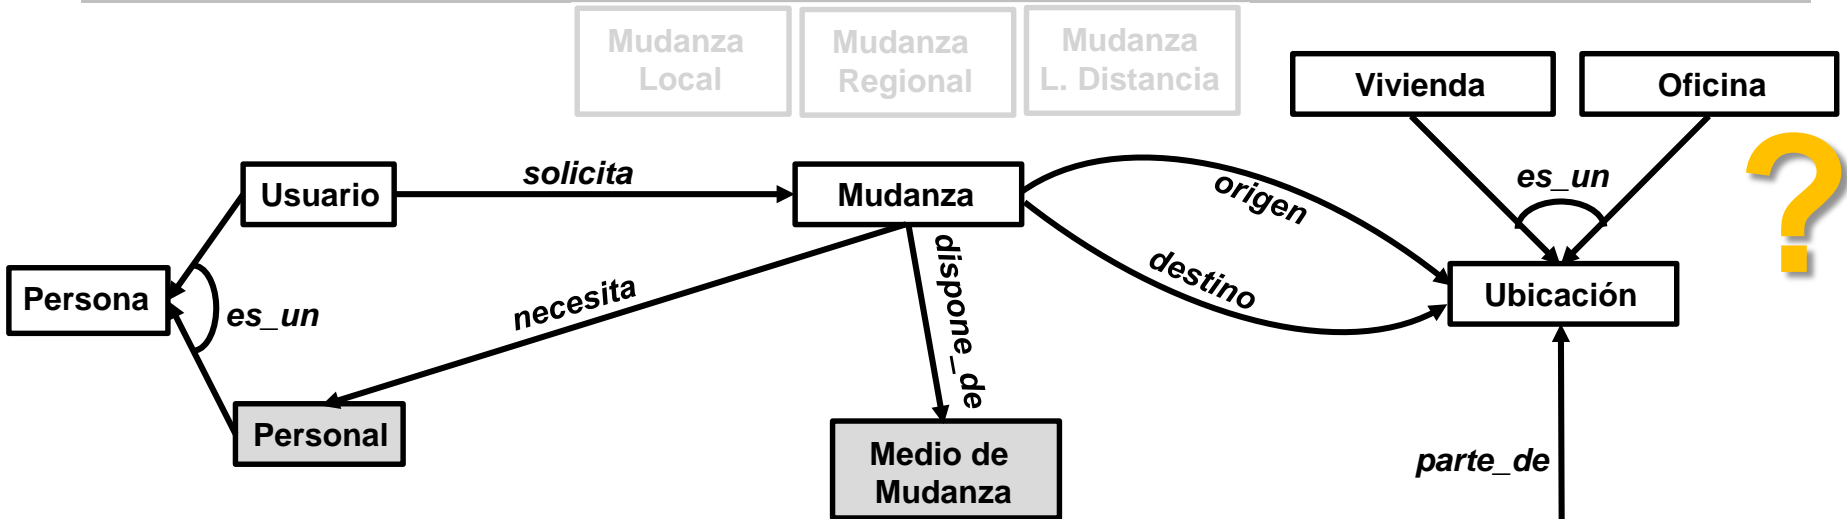 Mudanza
Local
Mudanza
Regional
Mudanza
L. Distancia
Vivienda
Oficina
?
es_un
Usuario
solicita
Mudanza
origen
destino
Ubicación
Persona
es_un
necesita
dispone_de
Personal
Medio de
Mudanza
parte_de